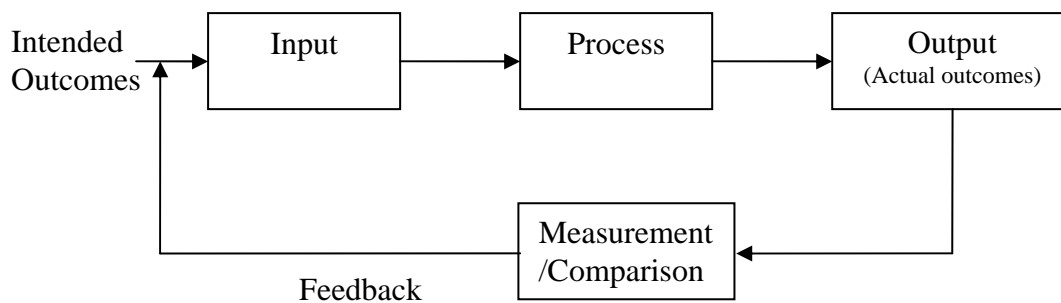 Intended
Outcomes
Input
Process
Output
(Actual outcomes)
Measurement
/Comparison
Feedback